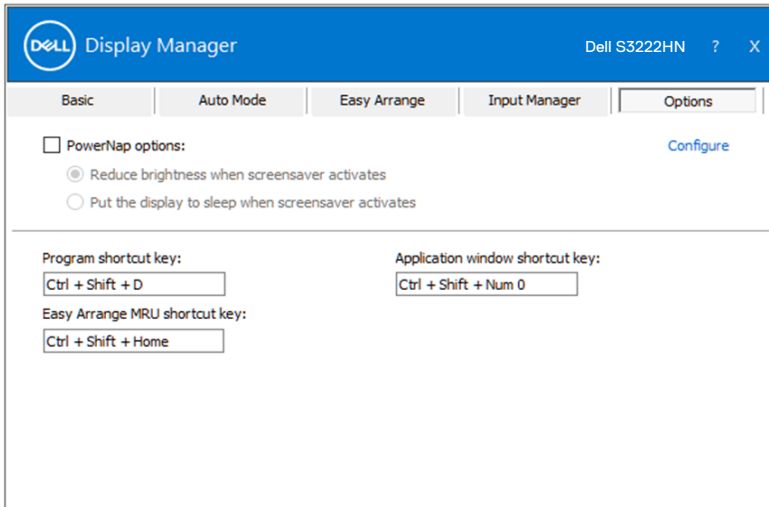 DELL Display Manager Dell S3222HN ? X
Basic Auto Mode Easy Arrange Input Manager Options
PowerNap options: Configure
Reduce brightness when screensaver activates
Put the display to sleep when screensaver activates
Program shortcut key: Application window shortcut key:
Ctrl + Shift + D Ctrl + Shift + Num 0
Easy Arrange MRU shortcut key:
Ctrl + Shift + Home